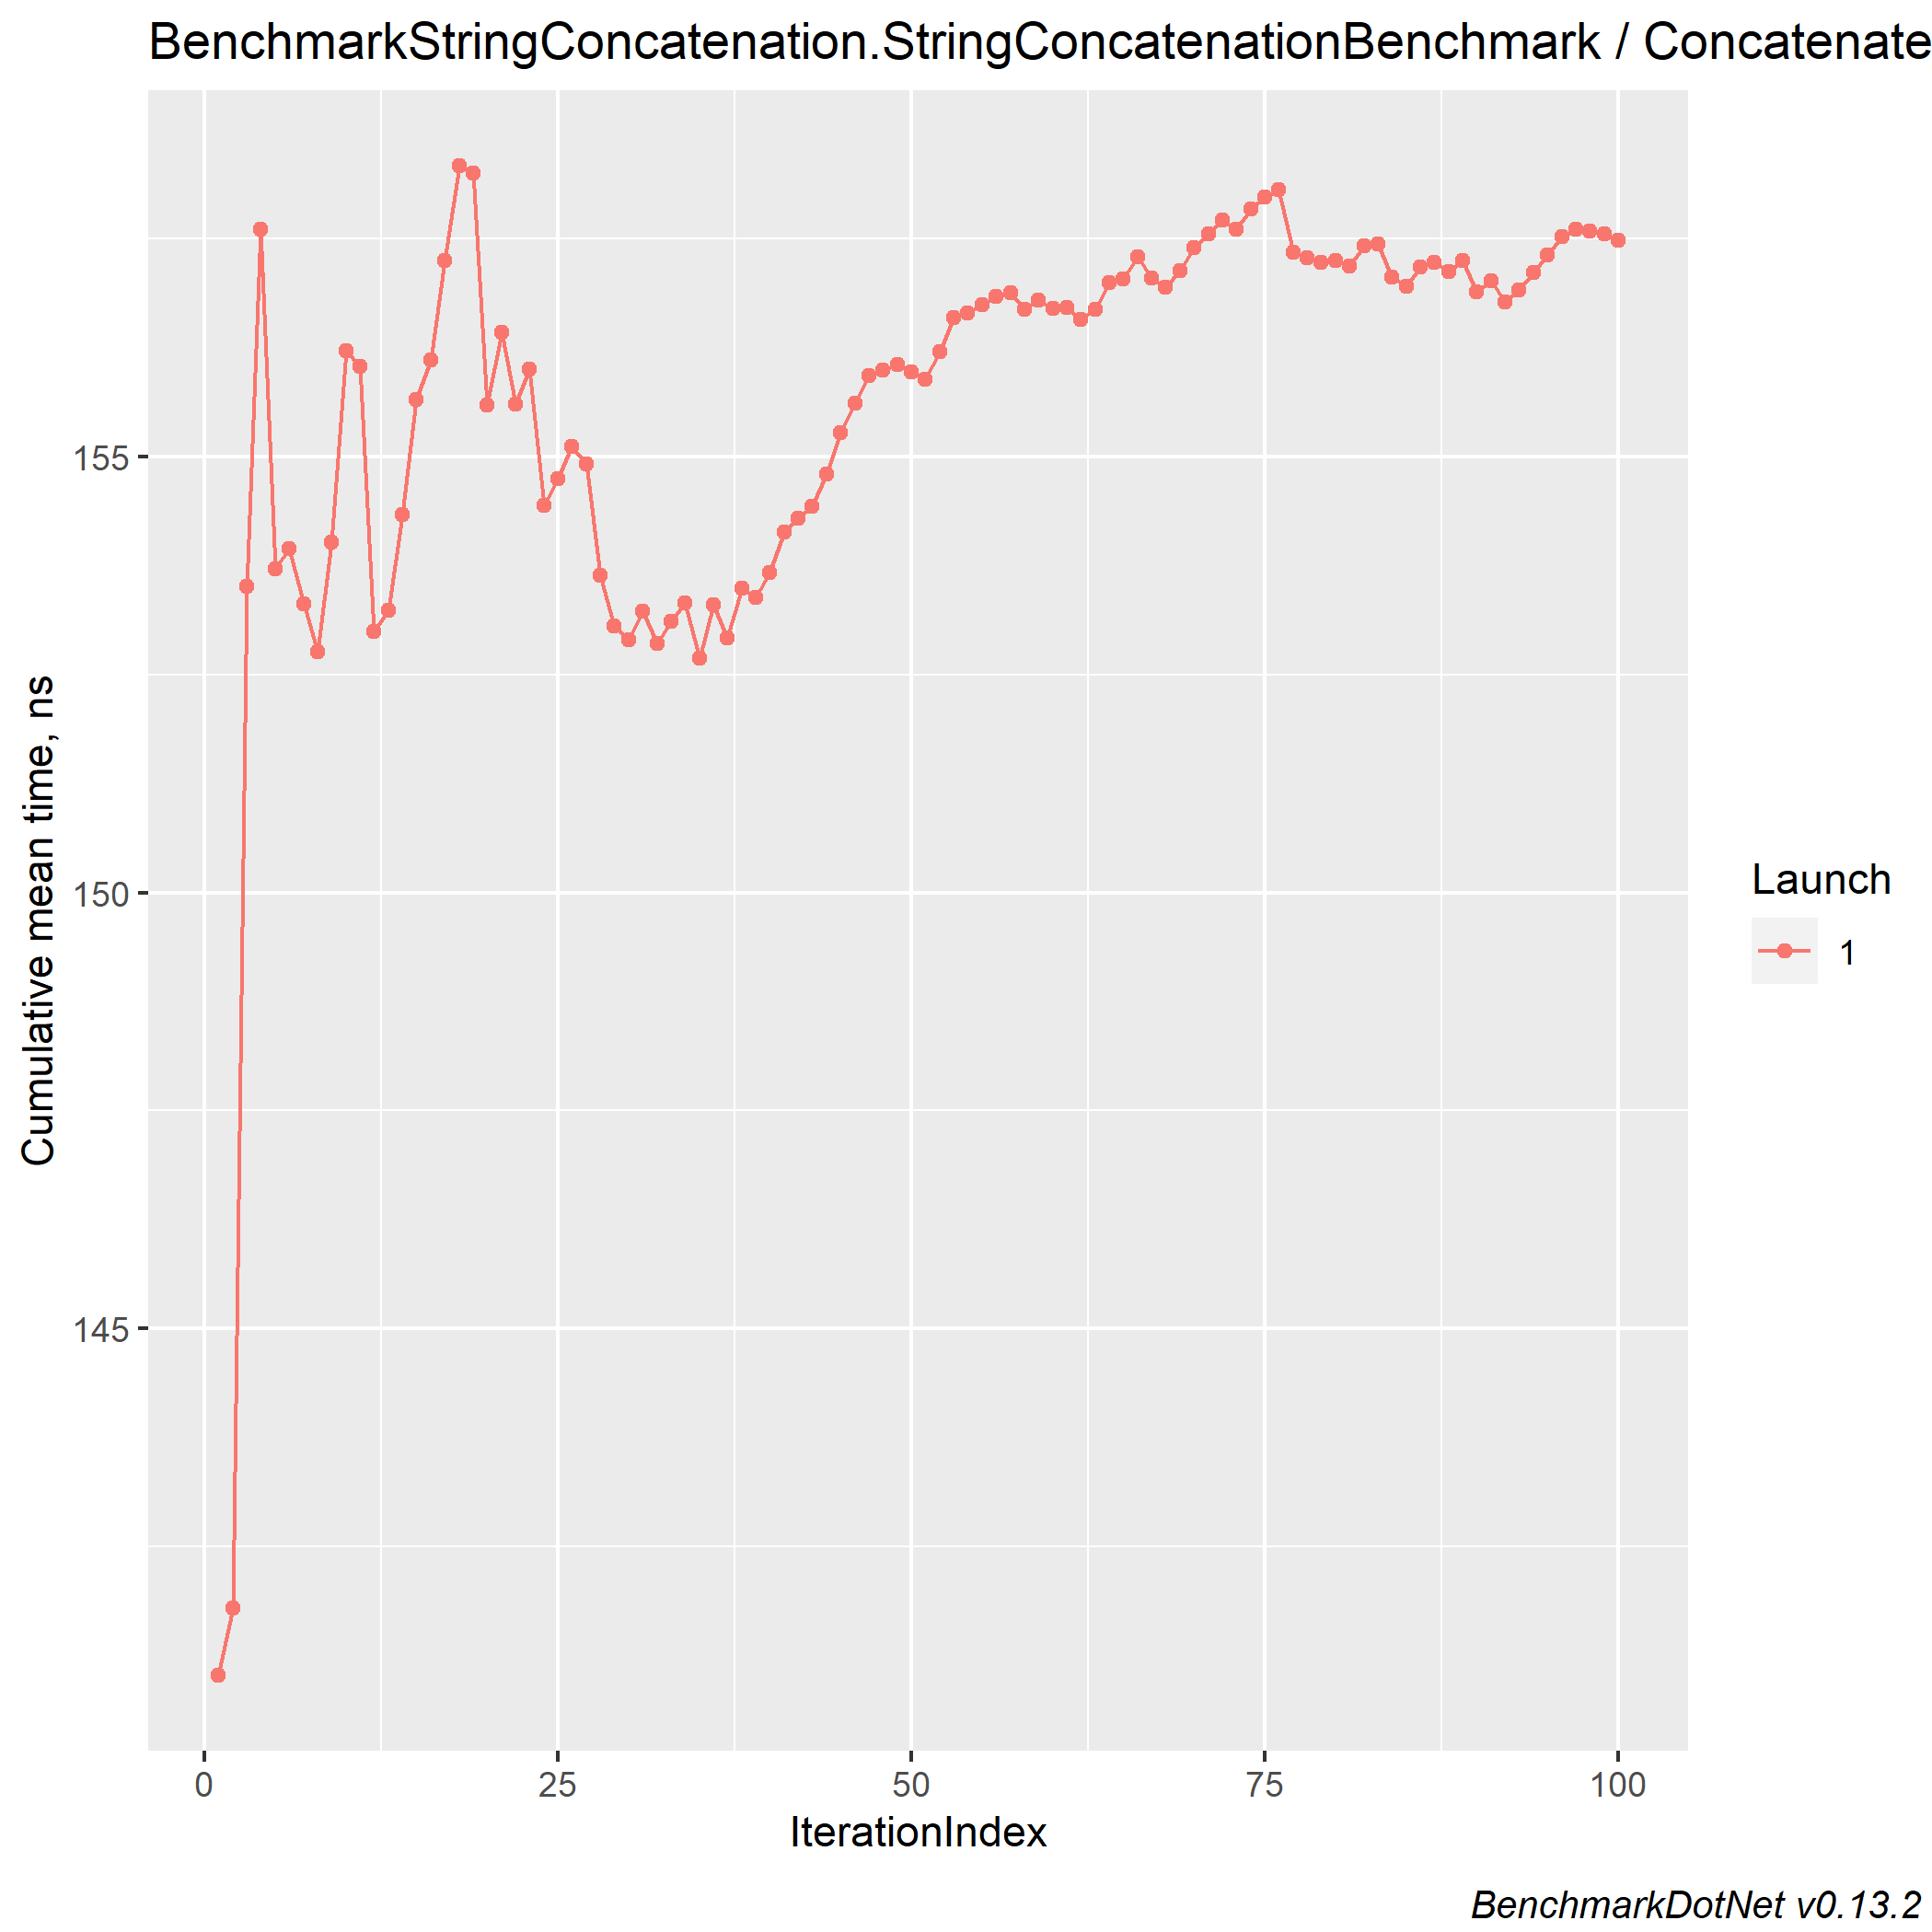 BenchmarkStringConcatenation.StringConcatenationBenchmark / Concatenate
155
150
145
Cumulative mean time, ns
0 25 50 75 100
IterationIndex
Launch
1
BenchmarkDotNet v0.13.2